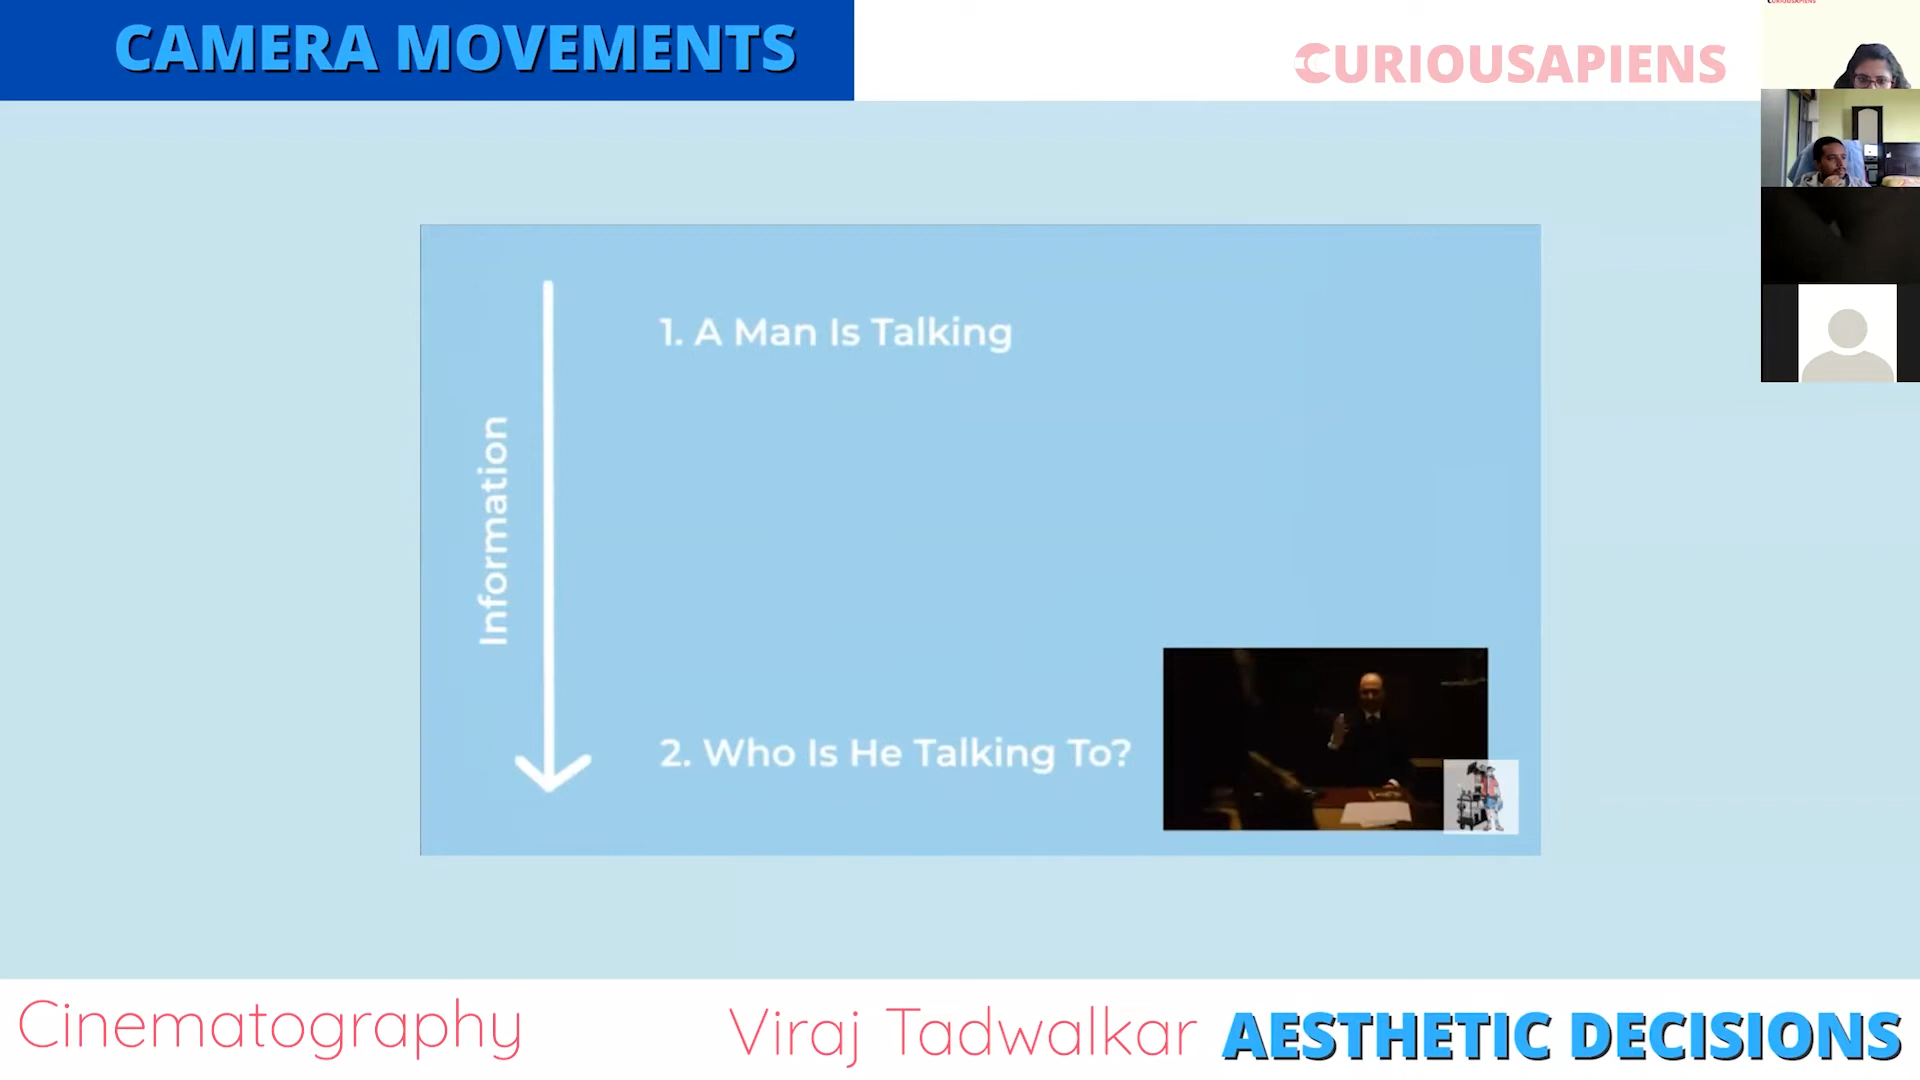 CAMERA MOVEMENTS
CURIOUSAPIENS
CURIOUSAPIENS
1. A Man Is Talking
Information
2. Who Is He Talking To?
Cinematography
Viraj Tadwalkar
AESTHETIC DECISIONS